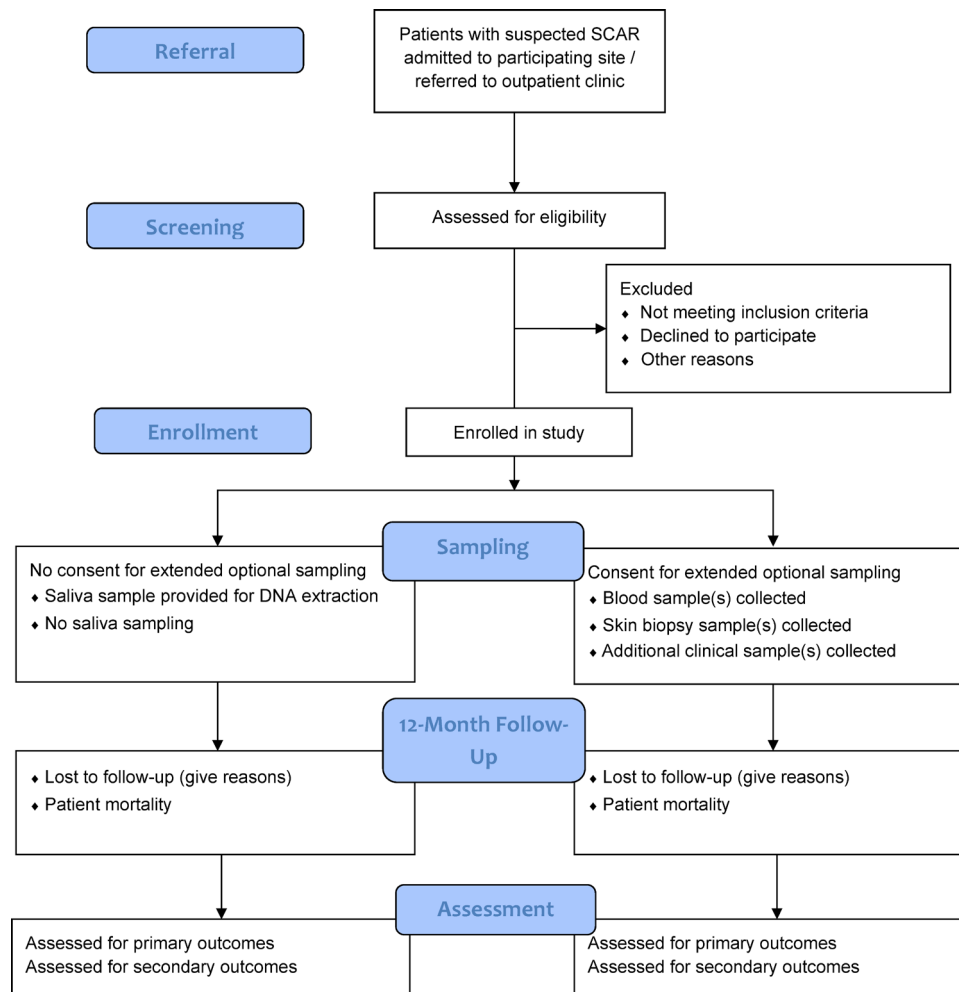 Referral
Patients with suspected SCAR
admitted to participating site /
referred to outpatient clinic
Screening
Assessed for eligibility
Excluded
♦ Not meeting inclusion criteria
♦ Declined to participate
♦ Other reasons
Enrollment
Enrolled in study
Sampling
No consent for extended optional sampling
♦ Saliva sample provided for DNA extraction
♦ No saliva sampling
Consent for extended optional sampling
♦ Blood sample(s) collected
♦ Skin biopsy sample(s) collected
♦ Additional clinical sample(s) collected
12-Month Follow-
Up
♦ Lost to follow-up (give reasons)
♦ Patient mortality
♦ Lost to follow-up (give reasons)
♦ Patient mortality
Assessment
Assessed for primary outcomes
Assessed for secondary outcomes
Assessed for primary outcomes
Assessed for secondary outcomes